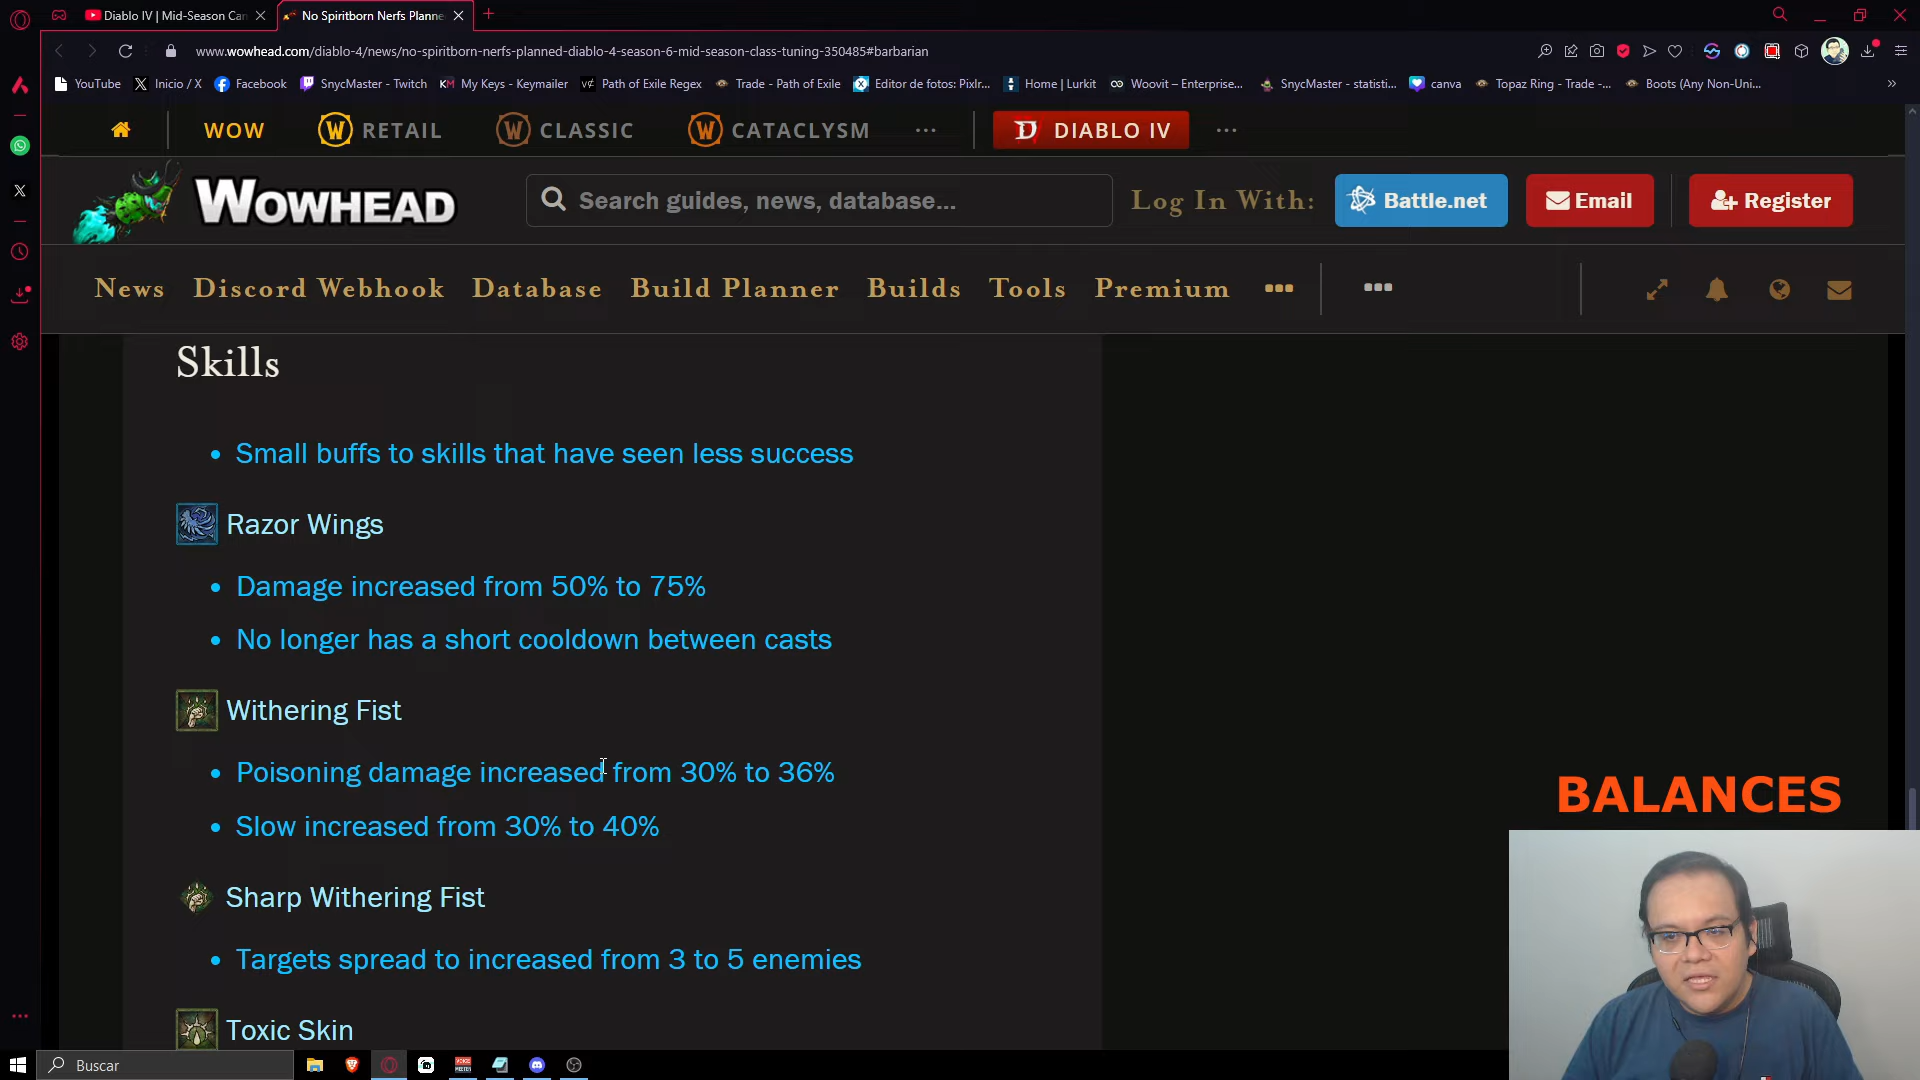 Diablo IV | Mid-Season Can
No Spiritborn Nerfs Planne
www.wowhead.com/diablo-4/news/no-spiritborn-nerfs-planned-diablo-4-season-6-mid-season-class-tuning-350485#barbarian
YouTube
Inicio / X
Facebook
SnycMaster - Twitch
My Keys - Keymailer
Path of Exile Regex
Trade - Path of Exile
Editor de fotos: Pixlr...
Home | Lurkit
Woovit – Enterprise...
SnycMaster - statisti...
canva
Topaz Ring - Trade -...
Boots (Any Non-Uni...
WOW
RETAIL
CLASSIC
CATACLYSM
DIABLO IV
WOWHEAD
Search guides, news, database...
Log In With:
Battle.net
Email
Register
News
Discord Webhook
Database
Build Planner
Builds
Tools
Premium
Skills
• Small buffs to skills that have seen less success
Razor Wings
• Damage increased from 50% to 75%
• No longer has a short cooldown between casts
Withering Fist
• Poisoning damage increased from 30% to 36%
• Slow increased from 30% to 40%
Sharp Withering Fist
• Targets spread to increased from 3 to 5 enemies
Toxic Skin
BALANCES
Buscar